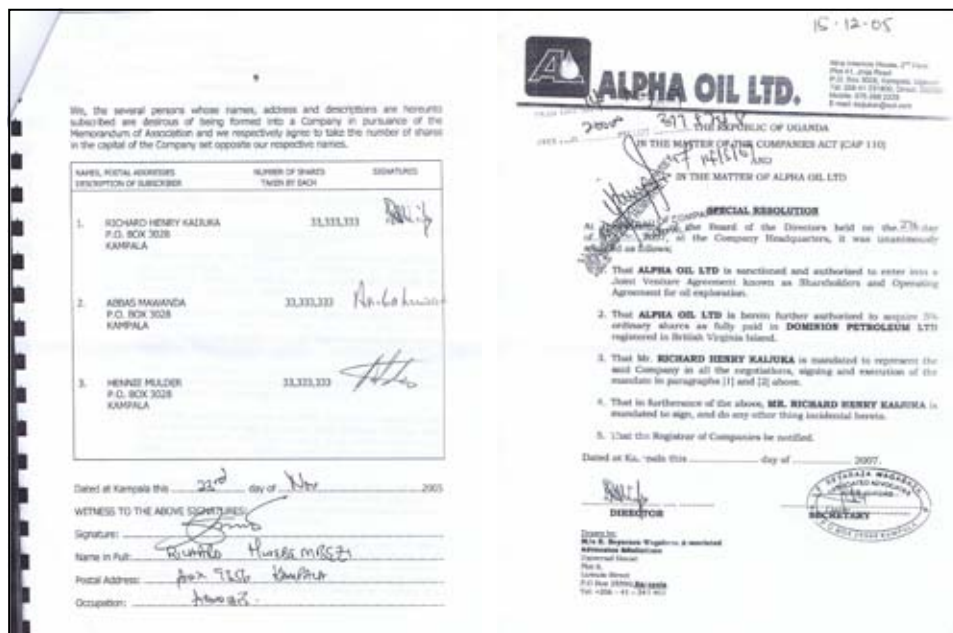 We, the several persons whose names, address and descriptions are hereunto
subscribed are desirous of being formed into a Company in pursuance of the
Memorandum of Association and we respectively agree to take the number of shares
in the capital of the Company set opposite our respective names.
NAMES, POSTAL ADDRESSES NUMBER OF SHARES SIGNATURES
DESCRIPTION OF SUBSCRIBER TAKEN BY EACH
1. RICHARD HENRY KAIJUKA 33,333,333
P.O. BOX 3028
KAMPALA
2. ABBAS MAWANDA 33,333,333
P.O. BOX 3028
KAMPALA
3. HENNIE MULDER 33,333,333
P.O. BOX 3028
KAMPALA
Dated at Kampala this 23rd day of Nov 2005
WITNESS TO THE ABOVE SIGNATURES:
Signature:
Name in Full: RICHARD
Postal Address: Box KAMPALA
Occupation:
15-12-05
ALPHA OIL LTD.
THE REPUBLIC OF UGANDA
IN THE MATTER OF THE COMPANIES ACT [CAP 110]
AND
IN THE MATTER OF ALPHA OIL LTD
SPECIAL RESOLUTION
At the Board of the Directors held on the day
of 2007, at the Company Headquarters, it was unanimously
as follows;
1. That ALPHA OIL LTD is sanctioned and authorized to enter into a
Joint Venture Agreement known as Shareholders and Operating
Agreement for oil exploration.
2. That ALPHA OIL LTD is herein further authorized to acquire 5%
ordinary shares as fully paid in DOMINION PETROLEUM LTD
registered in British Virginia Island.
3. That Mr. RICHARD HENRY KAIJUKA is mandated to represent the
said Company in all the negotiations, signing and execution of the
mandate in paragraphs [1] and [2] above.
4. That in furtherance of the above, MR. RICHARD HENRY KAIJUKA is
mandated to sign, and do any other thing incidental hereto.
5. That the Registrar of Companies be notified.
Dated at Kampala this day of 2007.
DIRECTOR SECRETARY